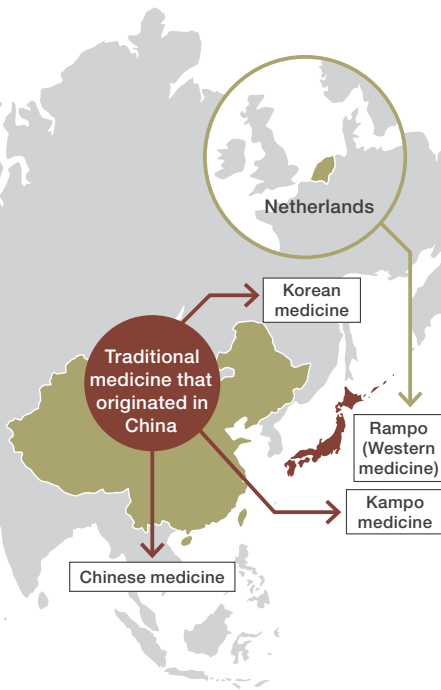 Netherlands
Korean
medicine
Traditional
medicine that
originated in
China
Rampo
(Western
medicine)
Kampo
medicine
Chinese medicine